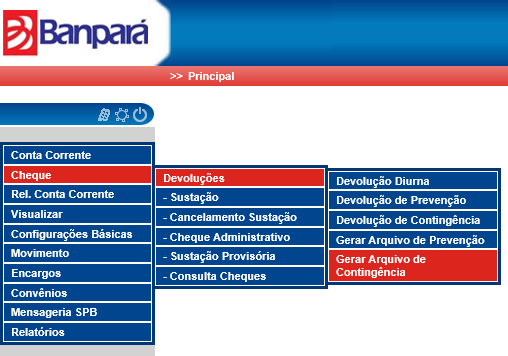 Banpará
>> Principal
Conta Corrente
Cheque
Rel. Conta Corrente
Visualizar
Configurações Básicas
Movimento
Encargos
Convênios
Mensageria SPB
Relatórios
Devoluções
- Sustação
- Cancelamento Sustação
- Cheque Administrativo
- Sustação Provisória
- Consulta Cheques
Devolução Diurna
Devolução de Prevenção
Devolução de Contingência
Gerar Arquivo de Prevenção
Gerar Arquivo de
Contingência